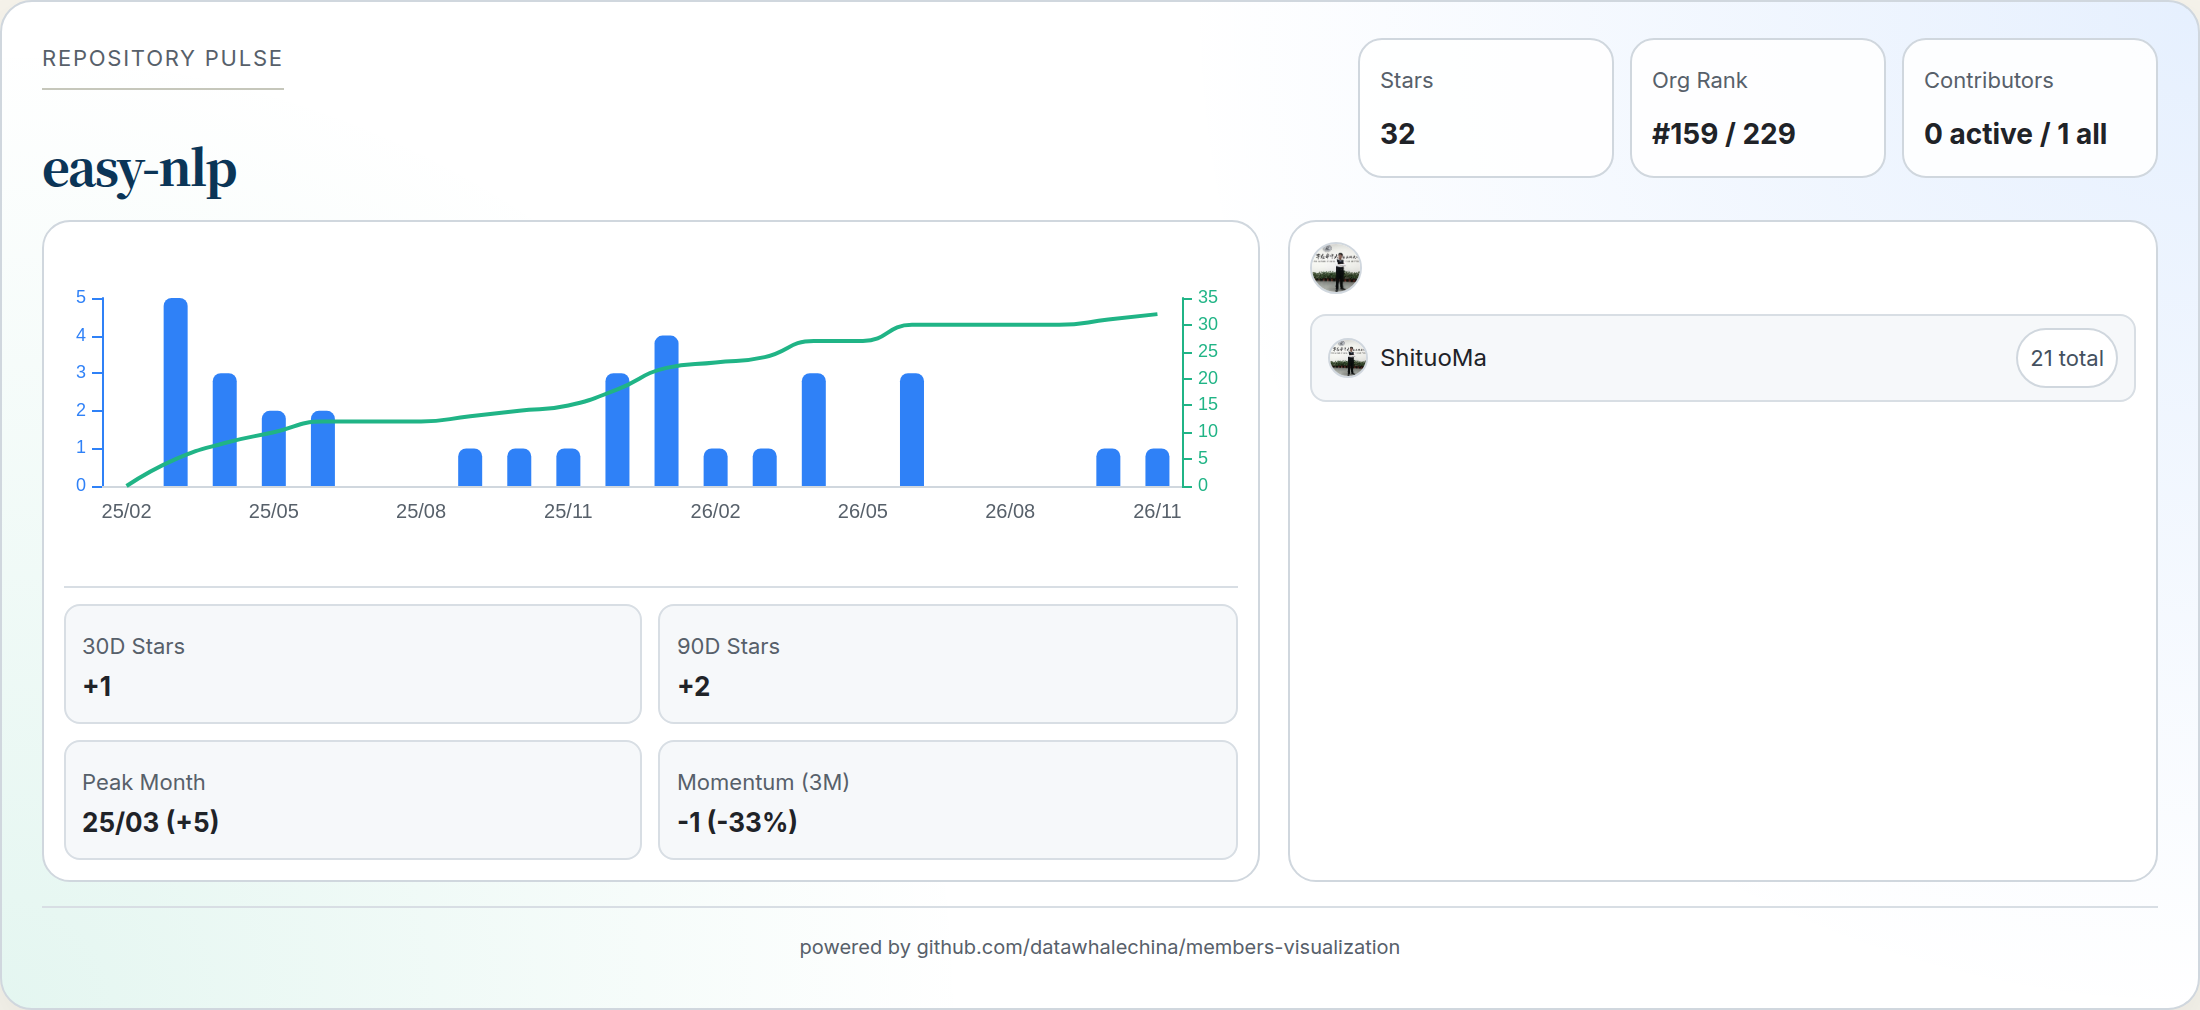 REPOSITORY PULSE
easy-nlp
Stars
32
Org Rank
#159 / 229
Contributors
0 active / 1 all
5
4
3
2
1
0
35
30
25
20
15
10
5
0
25/02
25/05
25/08
25/11
26/02
26/05
26/08
26/11
30D Stars
+1
90D Stars
+2
Peak Month
25/03 (+5)
Momentum (3M)
-1 (-33%)
ShituoMa
21 total
powered by github.com/datawhalechina/members-visualization